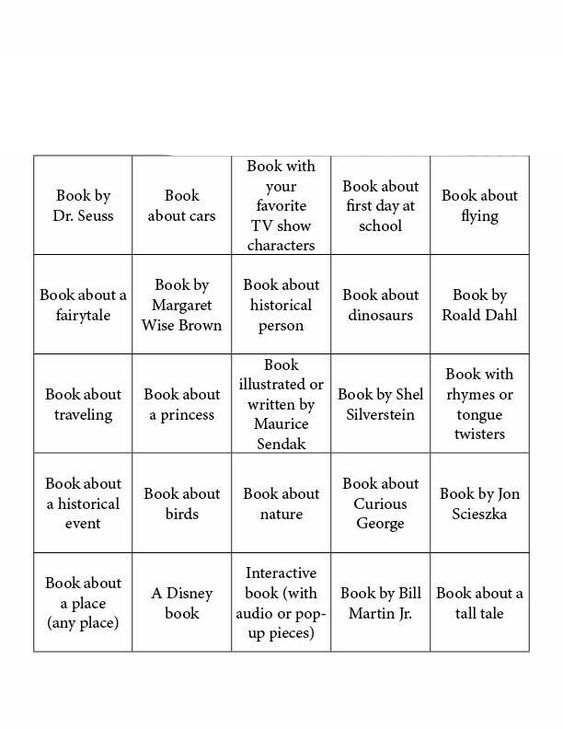 Book by
Dr. Seuss
Book
about cars
Book with
your
favorite
TV show
characters
Book about
first day at
school
Book about
flying
Book about a
fairytale
Book by
Margaret
Wise Brown
Book about
historical
person
Book about
dinosaurs
Book by
Roald Dahl
Book about
traveling
Book about
a princess
Book
illustrated or
written by
Maurice
Sendak
Book by Shel
Silverstein
Book with
rhymes or
tongue
twisters
Book about
a historical
event
Book about
birds
Book about
nature
Book about
Curious
George
Book by Jon
Scieszka
Book about
a place
(any place)
A Disney
book
Interactive
book (with
audio or pop-
up pieces)
Book by Bill
Martin Jr.
Book about a
tall tale